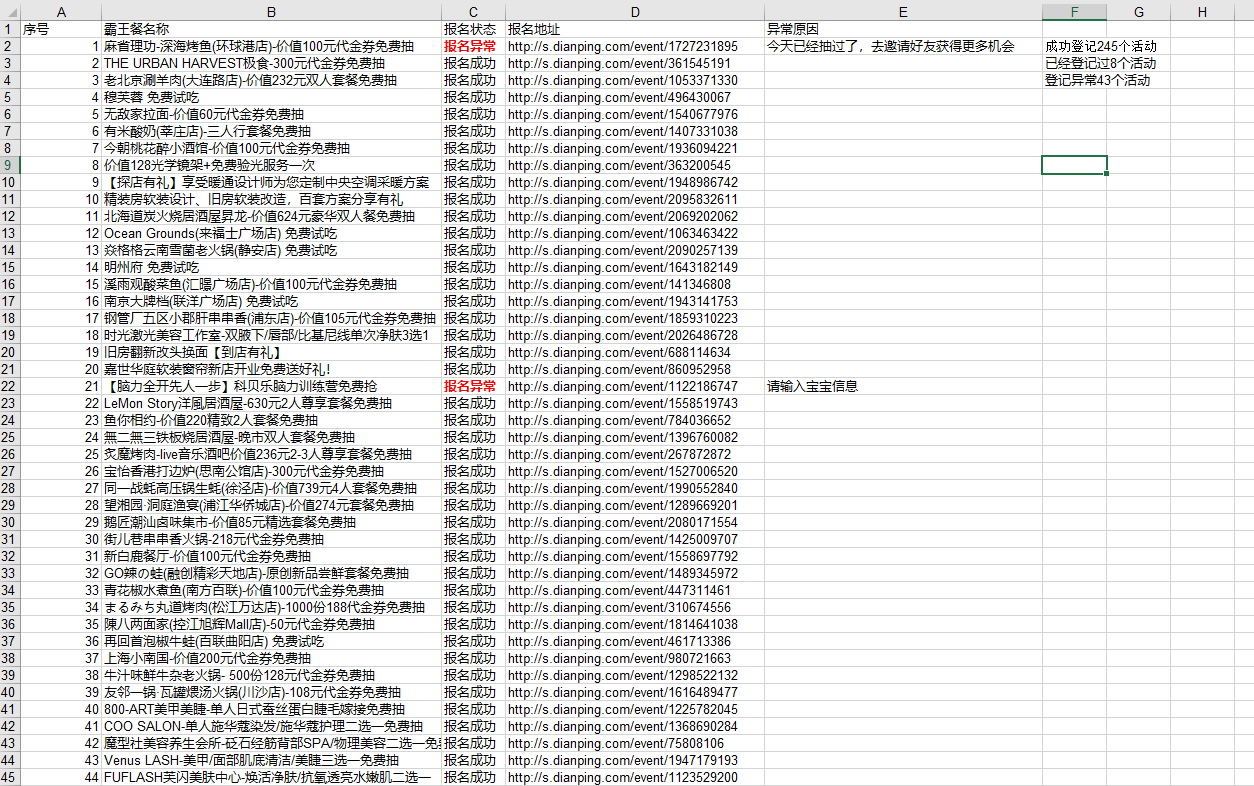 A B C D E F G H
1 序号 霸王餐名称 报名状态 报名地址 异常原因
2 1 麻酋理功-深海烤鱼(环球港店)-价值100元代金券免费抽 报名异常 http://s.dianping.com/event/1727231895 今天已经抽过了，去邀请好友获得更多机会 成功登记245个活动
3 2 THE URBAN HARVEST极食-300元代金券免费抽 报名成功 http://s.dianping.com/event/361545191 已经登记过8个活动
4 3 老北京涮羊肉(大连路店)-价值232元双人套餐免费抽 报名成功 http://s.dianping.com/event/1053371330 登记异常43个活动
5 4 穆芙蓉 免费试吃 报名成功 http://s.dianping.com/event/496430067
6 5 无敌家拉面-价值60元代金券免费抽 报名成功 http://s.dianping.com/event/1540677976
7 6 有米酸奶(莘庄店)-三人行套餐免费抽 报名成功 http://s.dianping.com/event/1407331038
8 7 今朝桃花醉小酒馆-价值100元代金券免费抽 报名成功 http://s.dianping.com/event/1936094221
9 8 价值128光学镜架+免费验光服务一次 报名成功 http://s.dianping.com/event/363200545
10 9 【探店有礼】享受暖通设计师为您定制中央空调采暖方案 报名成功 http://s.dianping.com/event/1948986742
11 10 精装房软装设计、旧房软装改造，百套方案分享有礼 报名成功 http://s.dianping.com/event/2095832611
12 11 北海道炭火烧居酒屋昇龙-价值624元豪华双人餐免费抽 报名成功 http://s.dianping.com/event/2069202062
13 12 Ocean Grounds(来福士广场店) 免费试吃 报名成功 http://s.dianping.com/event/1063463422
14 13 焱格格云南雪菌老火锅(静安店) 免费试吃 报名成功 http://s.dianping.com/event/2090257139
15 14 明州府 免费试吃 报名成功 http://s.dianping.com/event/1643182149
16 15 溪雨观酸菜鱼(汇暻广场店)-价值100元代金券免费抽 报名成功 http://s.dianping.com/event/141346808
17 16 南京大牌档(联洋广场店) 免费试吃 报名成功 http://s.dianping.com/event/1943141753
18 17 钢管厂五区小郡肝串串香(浦东店)-价值105元代金券免费抽 报名成功 http://s.dianping.com/event/1859310223
19 18 时光激光美容工作室-双腋下/唇部/比基尼线单次净肤3选1 报名成功 http://s.dianping.com/event/2026486728
20 19 旧房翻新改头换面【到店有礼】 报名成功 http://s.dianping.com/event/688114634
21 20 嘉世华庭软装窗帘新店开业免费送好礼! 报名成功 http://s.dianping.com/event/860952958
22 21 【脑力全开先人一步】科贝乐脑力训练营免费抢 报名异常 http://s.dianping.com/event/1122186747 请输入宝宝信息
23 22 LeMon Story洋風居酒屋-630元2人尊享套餐免费抽 报名成功 http://s.dianping.com/event/1558519743
24 23 鱼你相约-价值220精致2人套餐免费抽 报名成功 http://s.dianping.com/event/784036652
25 24 無二無三铁板烧居酒屋-晚市双人套餐免费抽 报名成功 http://s.dianping.com/event/1396760082
26 25 炙魔烤肉-live音乐酒吧价值236元2-3人尊享套餐免费抽 报名成功 http://s.dianping.com/event/267872872
27 26 宝怡香港打边炉(思南公馆店)-300元代金券免费抽 报名成功 http://s.dianping.com/event/1527006520
28 27 同一战蚝高压锅生蚝(徐泾店)-价值739元4人套餐免费抽 报名成功 http://s.dianping.com/event/1990552840
29 28 望湘园·洞庭渔宴(浦江华侨城店)-价值274元套餐免费抽 报名成功 http://s.dianping.com/event/1289669201
30 29 鹅匠潮汕卤味集市-价值85元精选套餐免费抽 报名成功 http://s.dianping.com/event/2080171554
31 30 街儿巷串串香火锅-218元代金券免费抽 报名成功 http://s.dianping.com/event/1425009707
32 31 新白鹿餐厅-价值100元代金券免费抽 报名成功 http://s.dianping.com/event/1558697792
33 32 GO辣の蛙(融创精彩天地店)-原创新品尝鲜套餐免费抽 报名成功 http://s.dianping.com/event/1489345972
34 33 青花椒水煮鱼(南方百联)-价值100元代金券免费抽 报名成功 http://s.dianping.com/event/447311461
35 34 まるみち丸道烤肉(松江万达店)-1000份188代金券免费抽 报名成功 http://s.dianping.com/event/310674556
36 35 陳八两面家(控江旭辉Mall店)-50元代金券免费抽 报名成功 http://s.dianping.com/event/1814641038
37 36 再回首泡椒牛蛙(百联曲阳店) 免费试吃 报名成功 http://s.dianping.com/event/461713386
38 37 上海小南国-价值200元代金券免费抽 报名成功 http://s.dianping.com/event/980721663
39 38 牛汁味鲜牛杂老火锅- 500份128元代金券免费抽 报名成功 http://s.dianping.com/event/1298522132
40 39 友邻一锅·瓦罐煨汤火锅(川沙店)-108元代金券免费抽 报名成功 http://s.dianping.com/event/1616489477
41 40 800-ART美甲美睫-单人日式蚕丝蛋白睫毛嫁接免费抽 报名成功 http://s.dianping.com/event/1225782045
42 41 COO SALON-单人施华蔻染发/施华蔻护理二选一免费抽 报名成功 http://s.dianping.com/event/1368690284
43 42 魔型社美容养生会所-砭石经筋背部SPA/物理美容二选一免 报名成功 http://s.dianping.com/event/75808106
44 43 Venus LASH-美甲/面部肌底清洁/美睫三选一免费抽 报名成功 http://s.dianping.com/event/1947179193
45 44 FUFLASH芙闪美肤中心-焕活净肤/抗氧透亮水嫩肌二选一 报名成功 http://s.dianping.com/event/1123529200